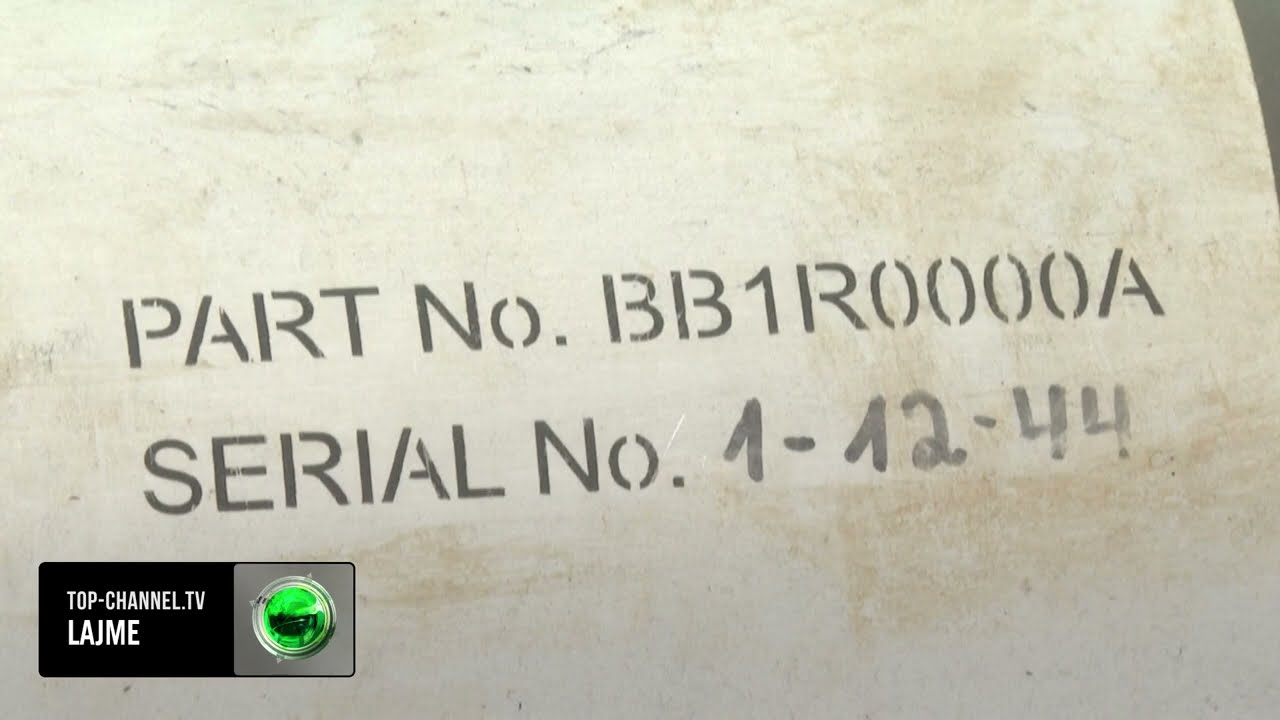 PART No. BB1R0000A
SERIAL No. 1-12-44
TOP-CHANNEL.TV
LAJME